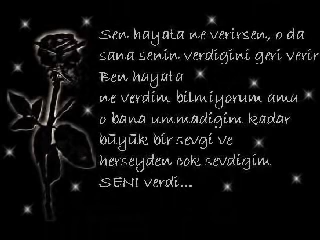 Sen hayata ne verirsen, o da
sana senin verdigini geri verir
Ben hayata
ne verdim bilmiyorum ama
o bana ummadigim kadar
büyük bir sevgi ve
herseyden cok sevdigim
SENI verdi...